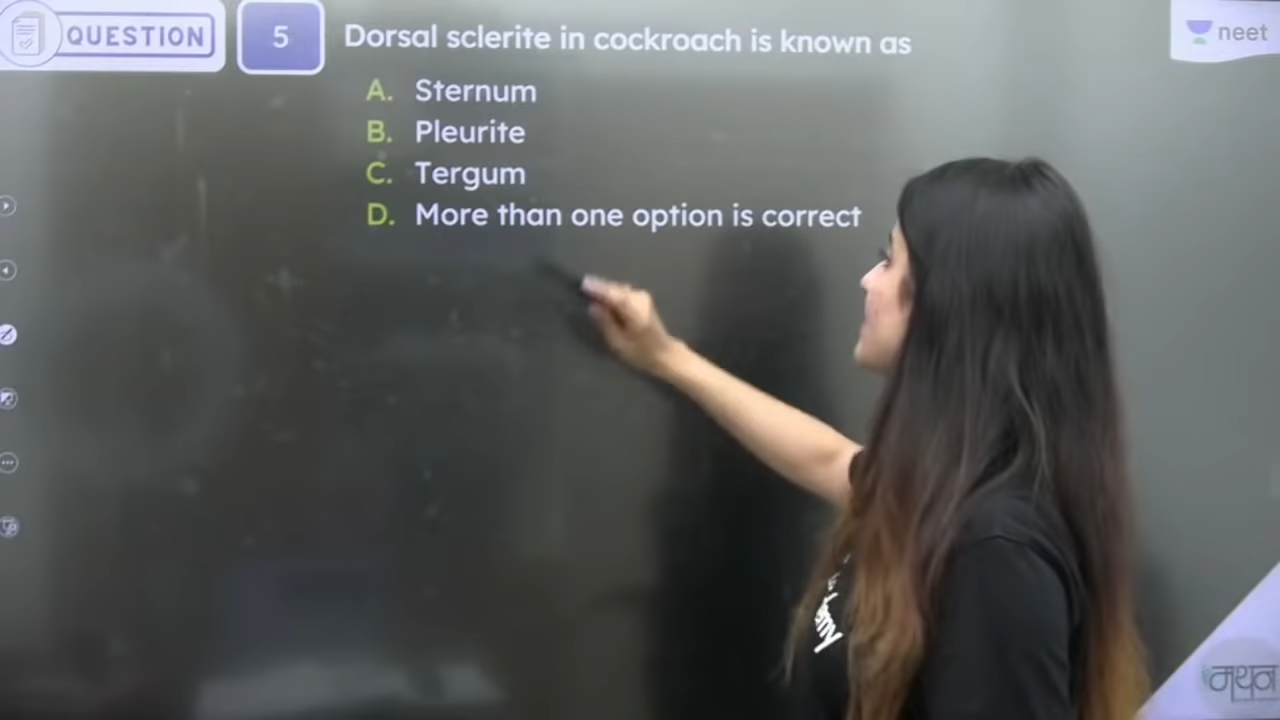 QUESTION
5
Dorsal sclerite in cockroach is known as
A. Sternum
B. Pleurite
C. Tergum
D. More than one option is correct
neet
मंथन